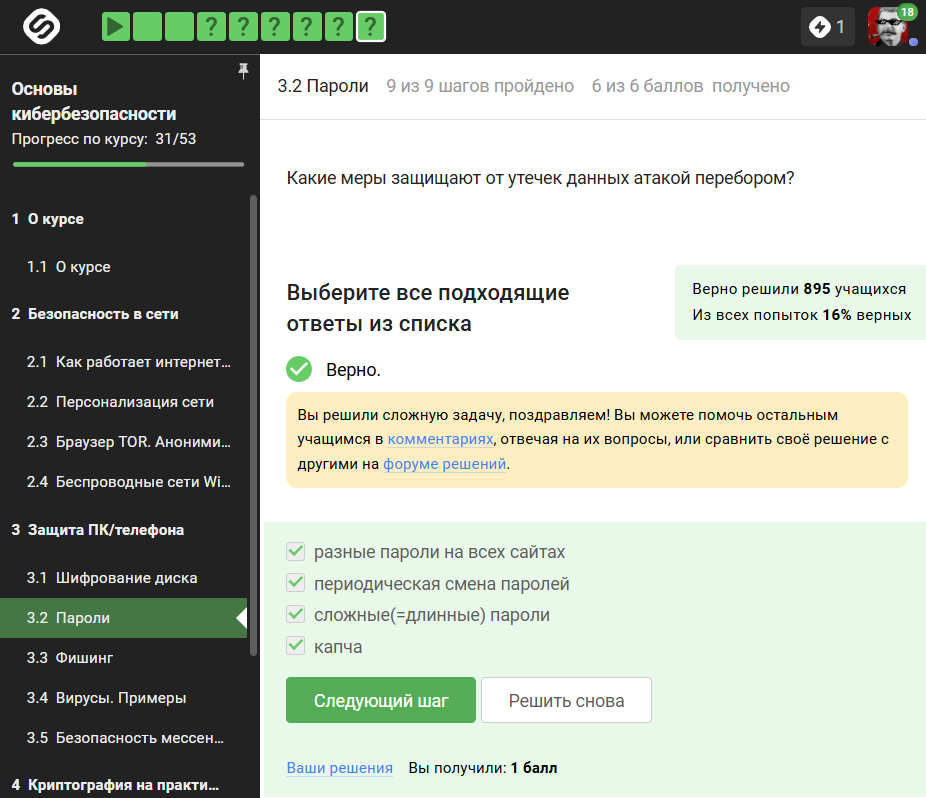 ? ? ? ? ? ?
1
18
Основы
кибербезопасности
Прогресс по курсу: 31/53
1 О курсе
1.1 О курсе
2 Безопасность в сети
2.1 Как работает интернет...
2.2 Персонализация сети
2.3 Браузер TOR. Аноними...
2.4 Беспроводные сети Wi...
3 Защита ПК/телефона
3.1 Шифрование диска
3.2 Пароли
3.3 Фишинг
3.4 Вирусы. Примеры
3.5 Безопасность мессен...
4 Криптография на практи...
3.2 Пароли 9 из 9 шагов пройдено 6 из 6 баллов получено
Какие меры защищают от утечек данных атакой перебором?
Выберите все подходящие
ответы из списка
Верно решили 895 учащихся
Из всех попыток 16% верных
Верно.
Вы решили сложную задачу, поздравляем! Вы можете помочь остальным
учащимся в комментариях, отвечая на их вопросы, или сравнить своё решение с
другими на форуме решений.
разные пароли на всех сайтах
периодическая смена паролей
сложные(=длинные) пароли
капча
Следующий шаг
Решить снова
Ваши решения Вы получили: 1 балл